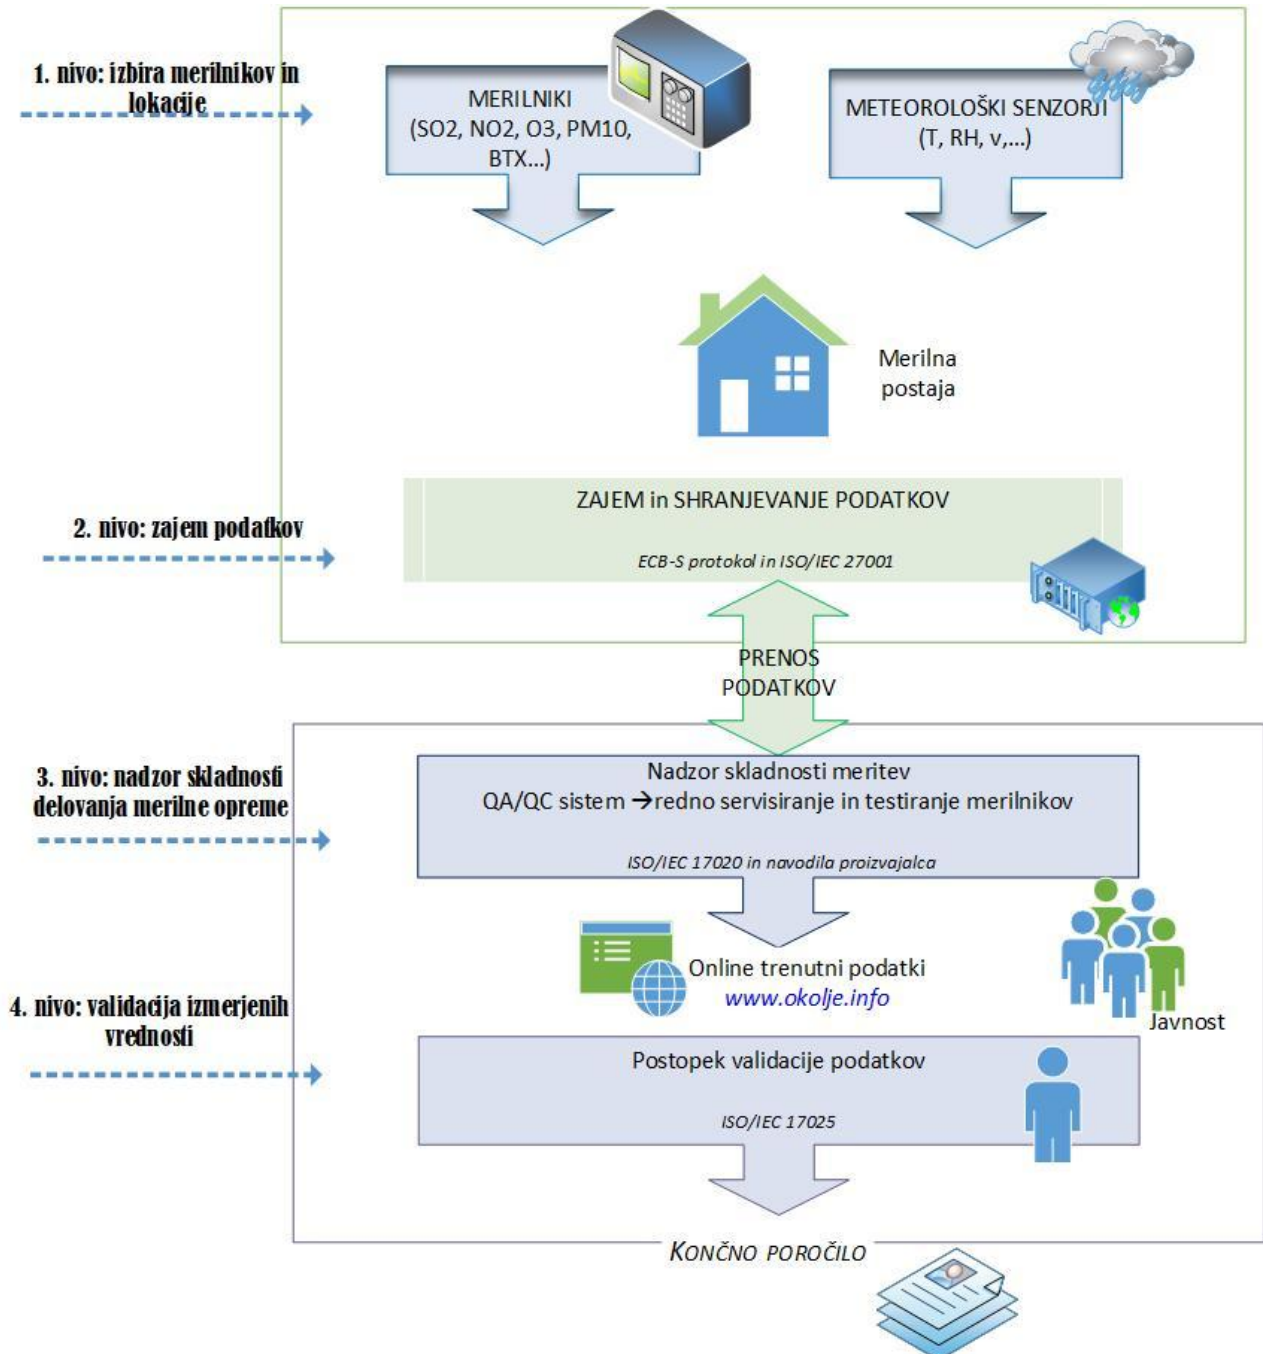 1. nivo: izbira merilnikov in
lokacije
MERILNIKI
(SO2, NO2, O3, PM10,
BTX...)
METEOROLOŠKI SENZORJI
(T, RH, v,...)
Merilna
postaja
2. nivo: zajem podatkov
ZAJEM in SHRANJEVANJE PODATKOV
ECB-S protokol in ISO/IEC 27001
PRENOS
PODATKOV
3. nivo: nadzor skladnosti
delovanja merilne opreme
Nadzor skladnosti meritev
QA/QC sistem →redno servisiranje in testiranje merilnikov
ISO/IEC 17020 in navodila proizvajalca
Online trenutni podatki
www.okolje.info
Javnost
4. nivo: validacija izmerjenih
vrednosti
Postopek validacije podatkov
ISO/IEC 17025
KONČNO POROČILO